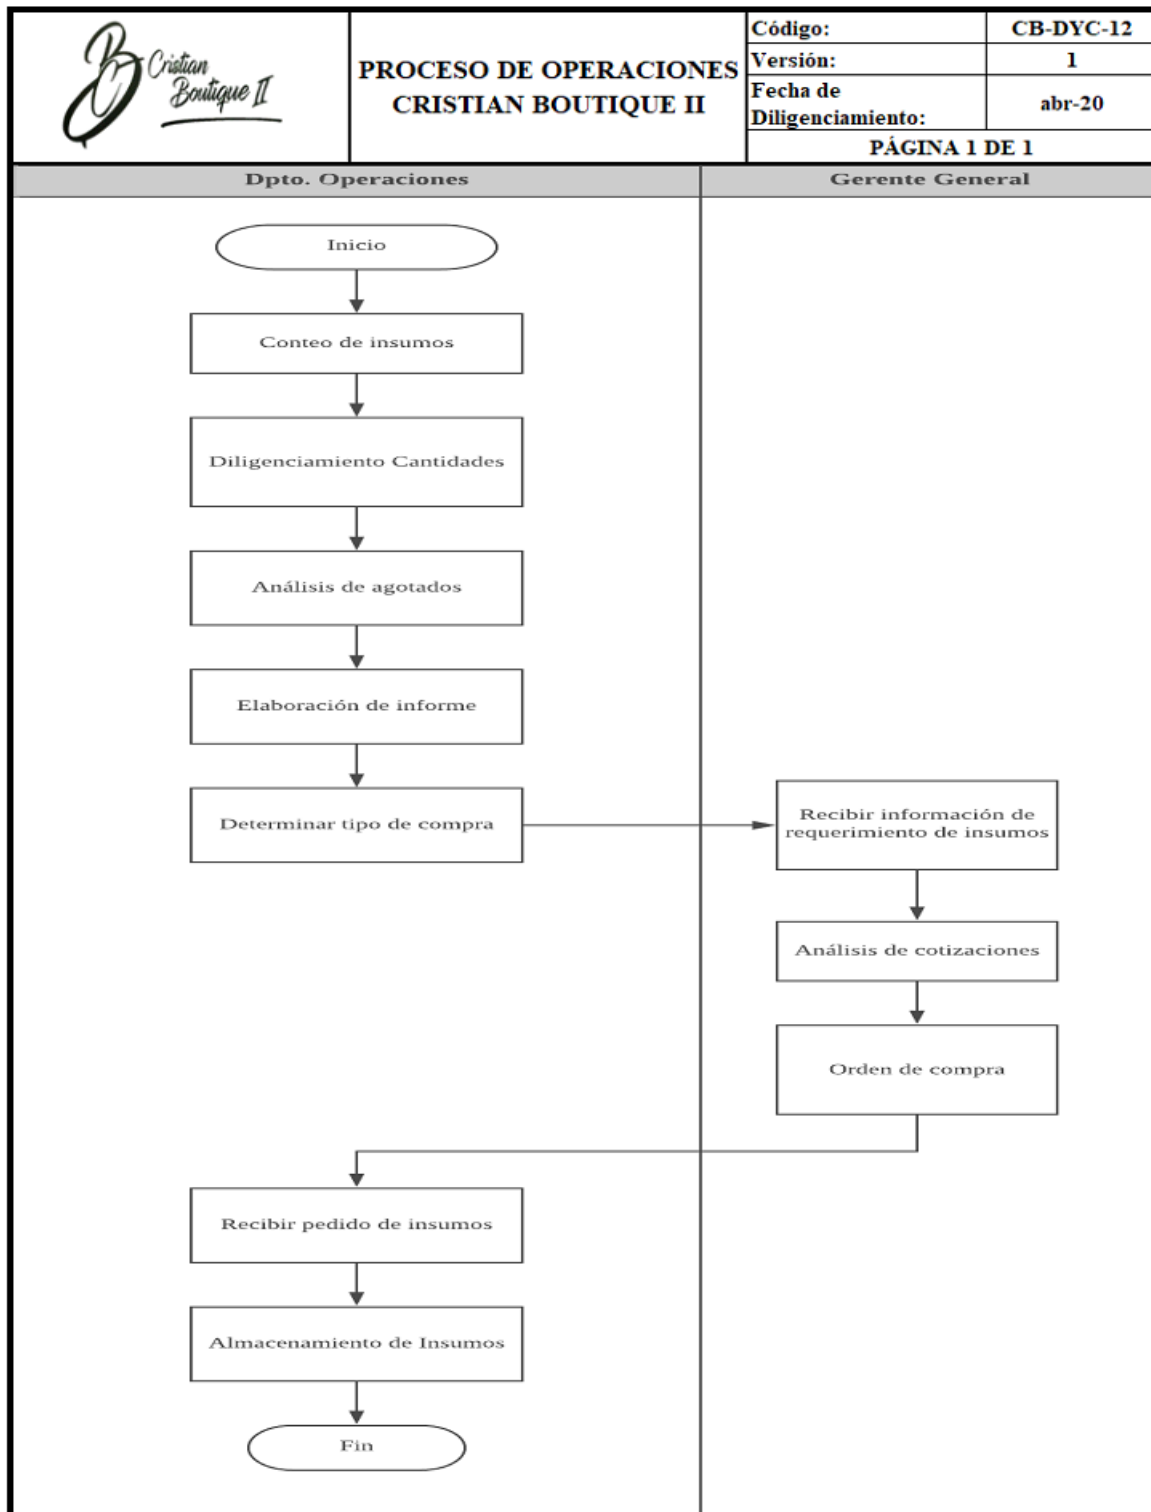 Cristian
Boutique II
PROCESO DE OPERACIONES
CRISTIAN BOUTIQUE II
Código: CB-DYC-12
Versión: 1
Fecha de
Diligenciamiento: abr-20
PÁGINA 1 DE 1
Dpto. Operaciones
Gerente General
Inicio
Conteo de insumos
Diligenciamiento Cantidades
Análisis de agotados
Elaboración de informe
Determinar tipo de compra
Recibir información de
requerimiento de insumos
Análisis de cotizaciones
Orden de compra
Recibir pedido de insumos
Almacenamiento de Insumos
Fin